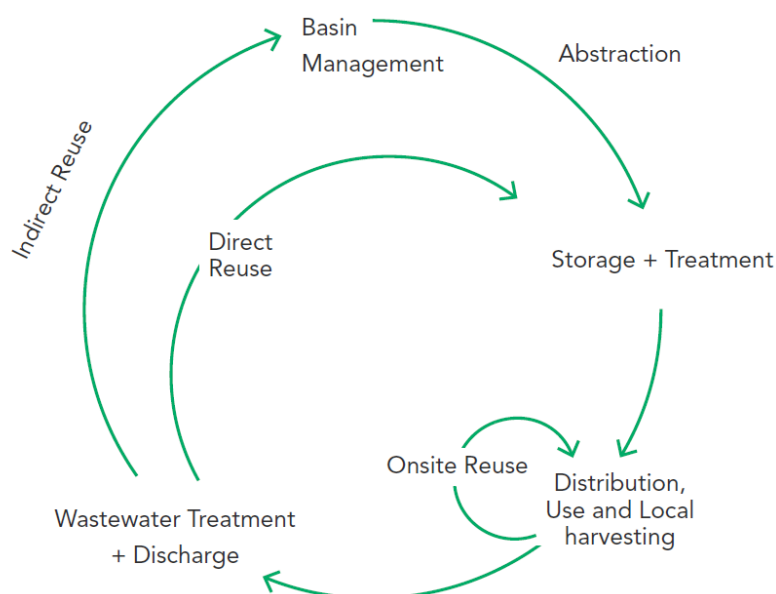 Basin
Management
Abstraction
Indirect Reuse
Direct
Reuse
Storage + Treatment
Onsite Reuse
Distribution,
Use and Local
harvesting
Wastewater Treatment
+ Discharge